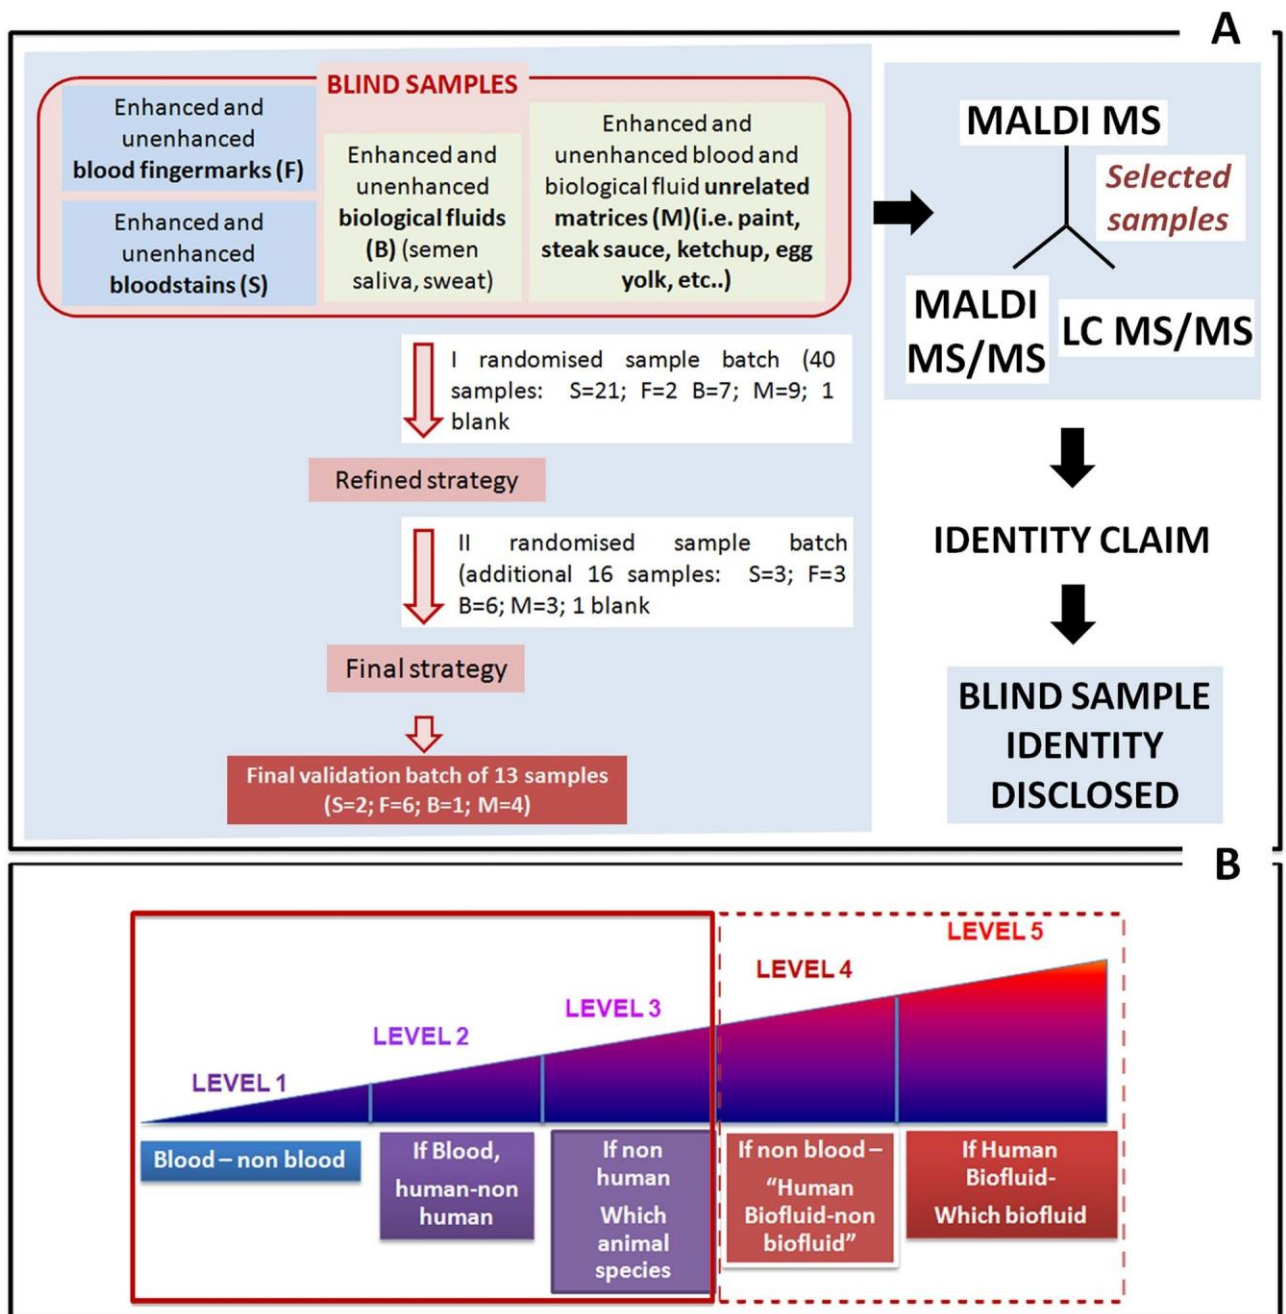 A
BLIND SAMPLES
Enhanced and
unenhanced
blood fingermarks (F)
Enhanced and
unenhanced
bloodstains (S)
Enhanced and
unenhanced
biological fluids
(B) (semen
saliva, sweat)
Enhanced and
unenhanced blood and
biological fluid unrelated
matrices (M)(i.e. paint,
steak sauce, ketchup, egg
yolk, etc..)
I randomised sample batch (40
samples: S=21; F=2 B=7; M=9; 1
blank
Refined strategy
II randomised sample batch
(additional 16 samples: S=3; F=3
B=6; M=3; 1 blank
Final strategy
Final validation batch of 13 samples
(S=2; F=6; B=1; M=4)
MALDI MS
Selected
samples
MALDI
MS/MS
LC MS/MS
IDENTITY CLAIM
BLIND SAMPLE
IDENTITY
DISCLOSED
B
LEVEL 1
LEVEL 2
LEVEL 3
LEVEL 4
LEVEL 5
Blood – non blood
If Blood,
human-non
human
If non
human
Which
animal
species
If non blood –
“Human
Biofluid-non
biofluid”
If Human
Biofluid-
Which biofluid